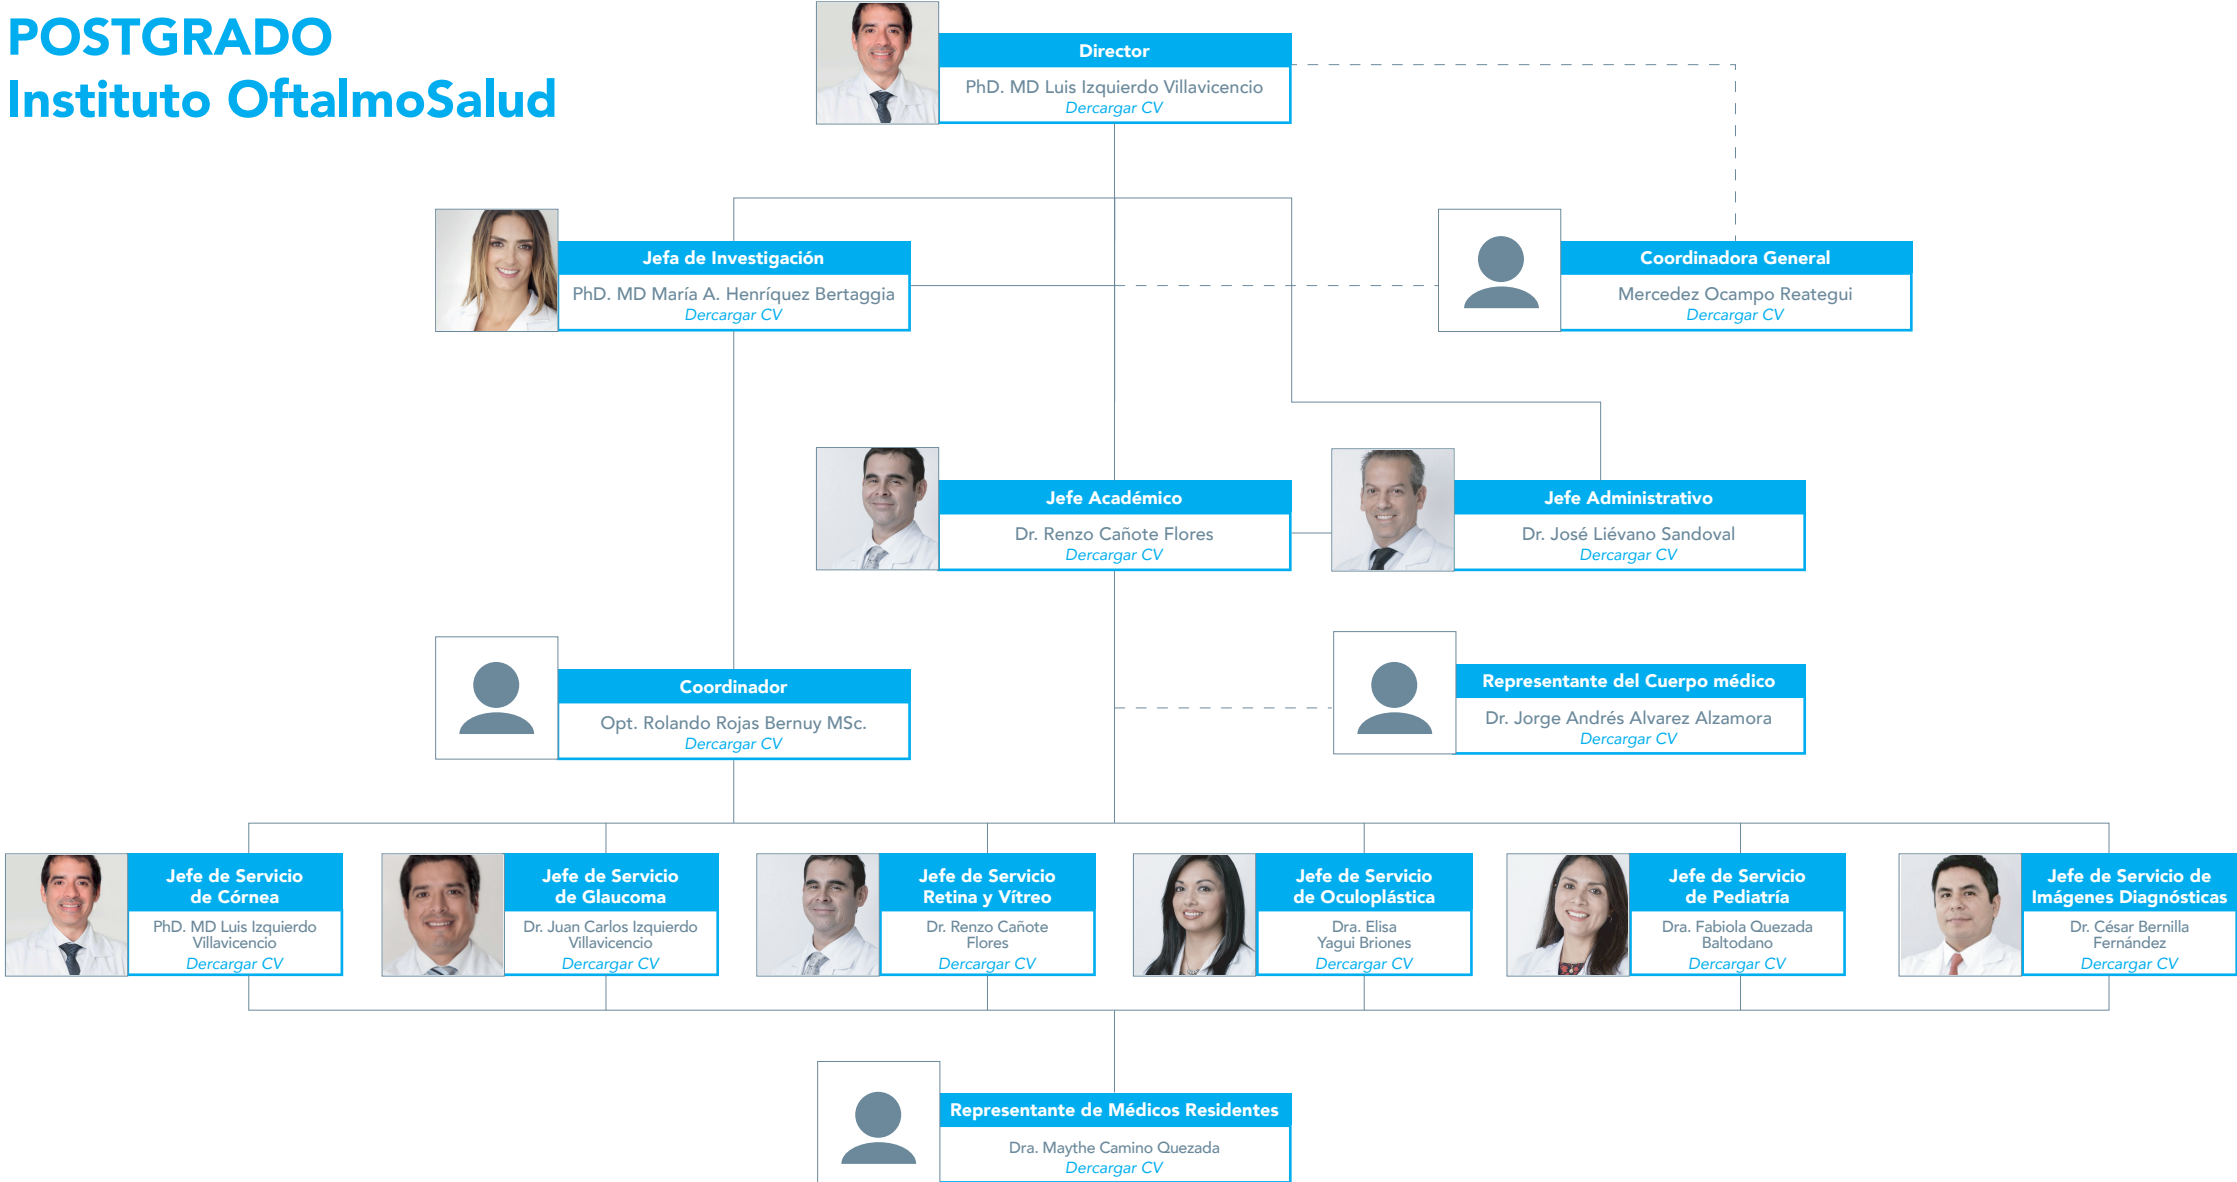 POSTGRADO
Instituto OftalmoSalud
Director
PhD. MD Luis Izquierdo Villavicencio
Dercargar CV
Jefa de Investigación
PhD. MD María A. Henríquez Bertaggia
Dercargar CV
Coordinadora General
Mercedez Ocampo Reategui
Dercargar CV
Jefe Académico
Dr. Renzo Cañote Flores
Dercargar CV
Jefe Administrativo
Dr. José Liévano Sandoval
Dercargar CV
Coordinador
Opt. Rolando Rojas Bernuy MSc.
Dercargar CV
Representante del Cuerpo médico
Dr. Jorge Andrés Alvarez Alzamora
Dercargar CV
Jefe de Servicio
de Córnea
PhD. MD Luis Izquierdo
Villavicencio
Dercargar CV
Jefe de Servicio
de Glaucoma
Dr. Juan Carlos Izquierdo
Villavicencio
Dercargar CV
Jefe de Servicio
Retina y Vítreo
Dr. Renzo Cañote
Flores
Dercargar CV
Jefe de Servicio
de Oculoplástica
Dra. Elisa
Yagui Briones
Dercargar CV
Jefe de Servicio
de Pediatría
Dra. Fabiola Quezada
Baltodano
Dercargar CV
Jefe de Servicio de
Imágenes Diagnósticas
Dr. César Bernilla
Fernández
Dercargar CV
Representante de Médicos Residentes
Dra. Maythe Camino Quezada
Dercargar CV